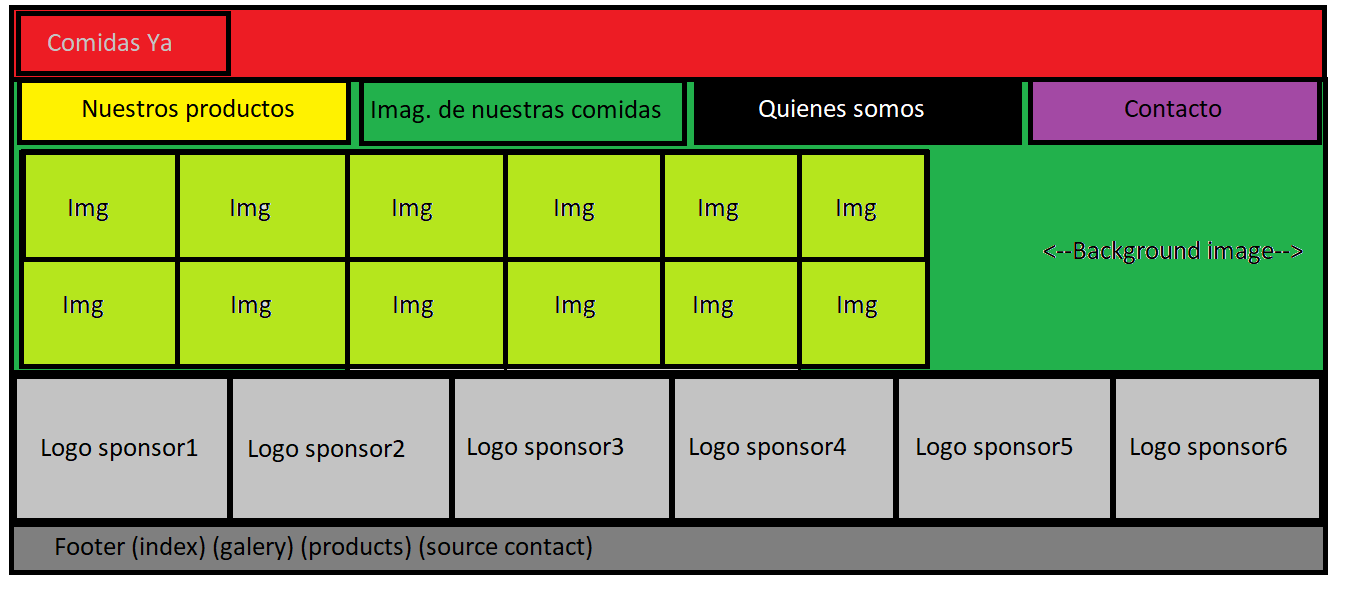 Comidas Ya
Nuestros productos
Imag. de nuestras comidas
Quienes somos
Contacto
Img
Img
Img
Img
Img
Img
<--Background image-->
Img
Img
Img
Img
Img
Img
Logo sponsor1
Logo sponsor2
Logo sponsor3
Logo sponsor4
Logo sponsor5
Logo sponsor6
Footer (index) (galery) (products) (source contact)